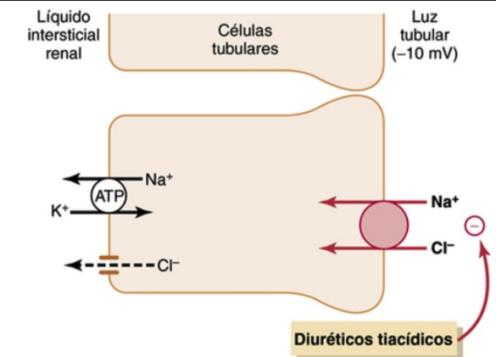 Líquido
intersticial
renal
Células
tubulares
Luz
tubular
(–10 mV)
Na⁺
ATP
K⁺
Cl⁻
Na⁺
–
Cl⁻
Diuréticos tiacídicos